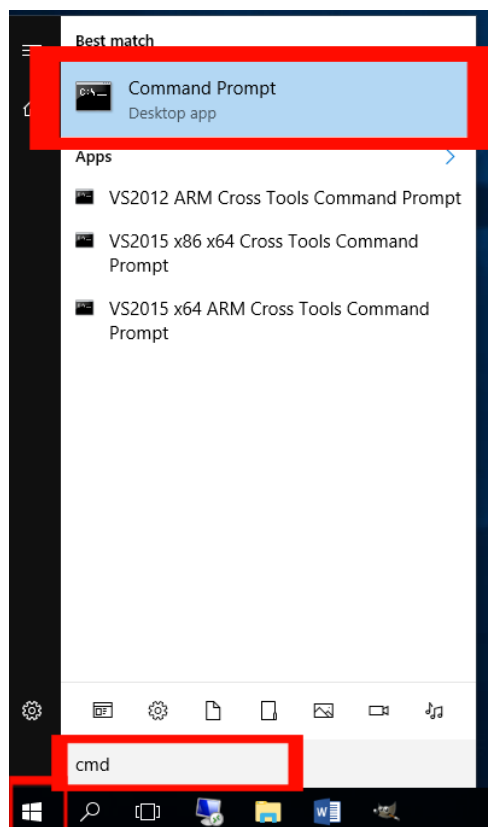 Best match
Command Prompt
Desktop app
Apps
VS2012 ARM Cross Tools Command Prompt
VS2015 x86 x64 Cross Tools Command
Prompt
VS2015 x64 ARM Cross Tools Command
Prompt
cmd